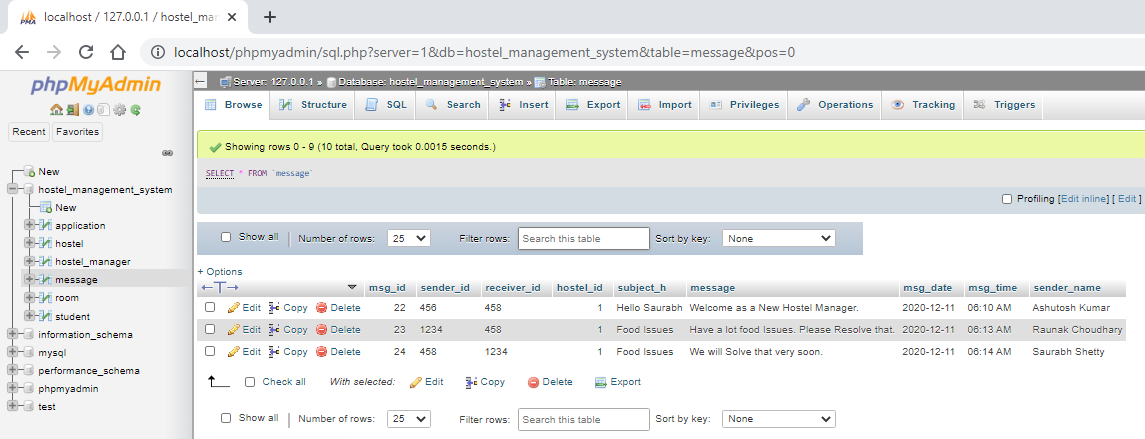 localhost / 127.0.0.1 / hostel_mar
localhost/phpmyadmin/sql.php?server=1&db=hostel_management_system&table=message&pos=0
phpMyAdmin
Recent Favorites
New
hostel_management_system
New
application
hostel
hostel_manager
message
room
student
information_schema
mysql
performance_schema
phpmyadmin
test
Server: 127.0.0.1 » Database: hostel_management_system » Table: message
Browse Structure SQL Search Insert Export Import Privileges Operations Tracking Triggers
Showing rows 0 - 9 (10 total, Query took 0.0015 seconds.)
SELECT * FROM `message`
Profiling [Edit inline] [ Edit ]
Show all | Number of rows: 25 Filter rows: Search this table Sort by key: None
+ Options
←T→ msg_id sender_id receiver_id hostel_id subject_h message msg_date msg_time sender_name
Edit Copy Delete 22 456 458 1 Hello Saurabh Welcome as a New Hostel Manager. 2020-12-11 06:10 AM Ashutosh Kumar
Edit Copy Delete 23 1234 458 1 Food Issues Have a lot food Issues. Please Resolve that. 2020-12-11 06:13 AM Raunak Choudhary
Edit Copy Delete 24 458 1234 1 Food Issues We will Solve that very soon. 2020-12-11 06:14 AM Saurabh Shetty
Check all With selected: Edit Copy Delete Export
Show all | Number of rows: 25 Filter rows: Search this table Sort by key: None